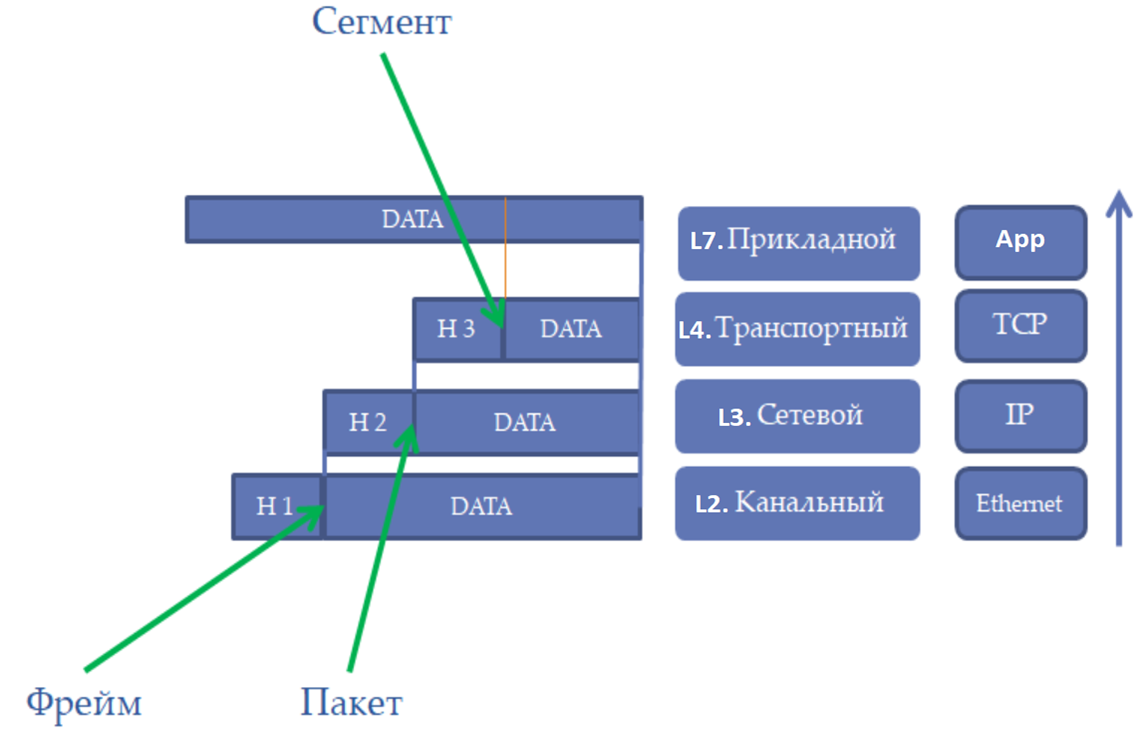 Сегмент
DATA
L7. Прикладной
App
H 3
DATA
L4. Транспортный
TCP
H 2
DATA
L3. Сетевой
IP
H 1
DATA
L2. Канальный
Ethernet
Фрейм
Пакет